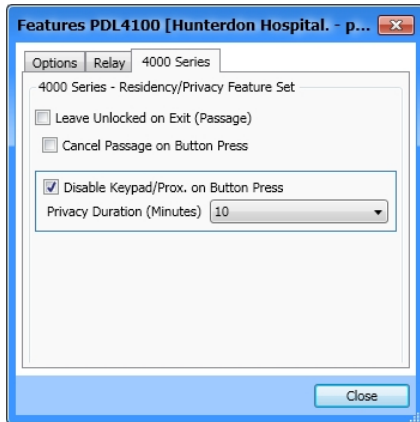 Features PDL4100 [Hunterdon Hospital. - p...
Options Relay 4000 Series
4000 Series - Residency/Privacy Feature Set
Leave Unlocked on Exit (Passage)
Cancel Passage on Button Press
Disable Keypad/Prox. on Button Press
Privacy Duration (Minutes) 10
Close